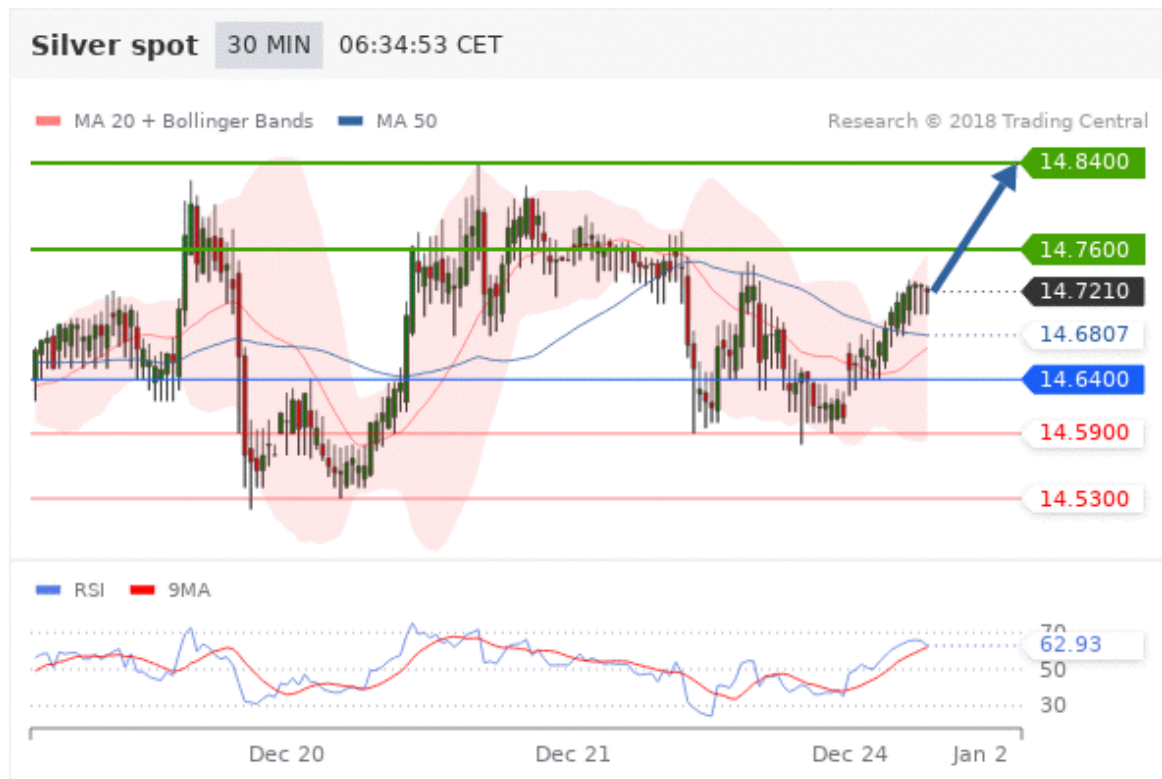 Silver spot 30 MIN 06:34:53 CET
MA 20 + Bollinger Bands MA 50 Research © 2018 Trading Central
14.8400
14.7600
14.7210
14.6807
14.6400
14.5900
14.5300
RSI 9MA
70
62.93
50
30
Dec 20 Dec 21 Dec 24 Jan 2